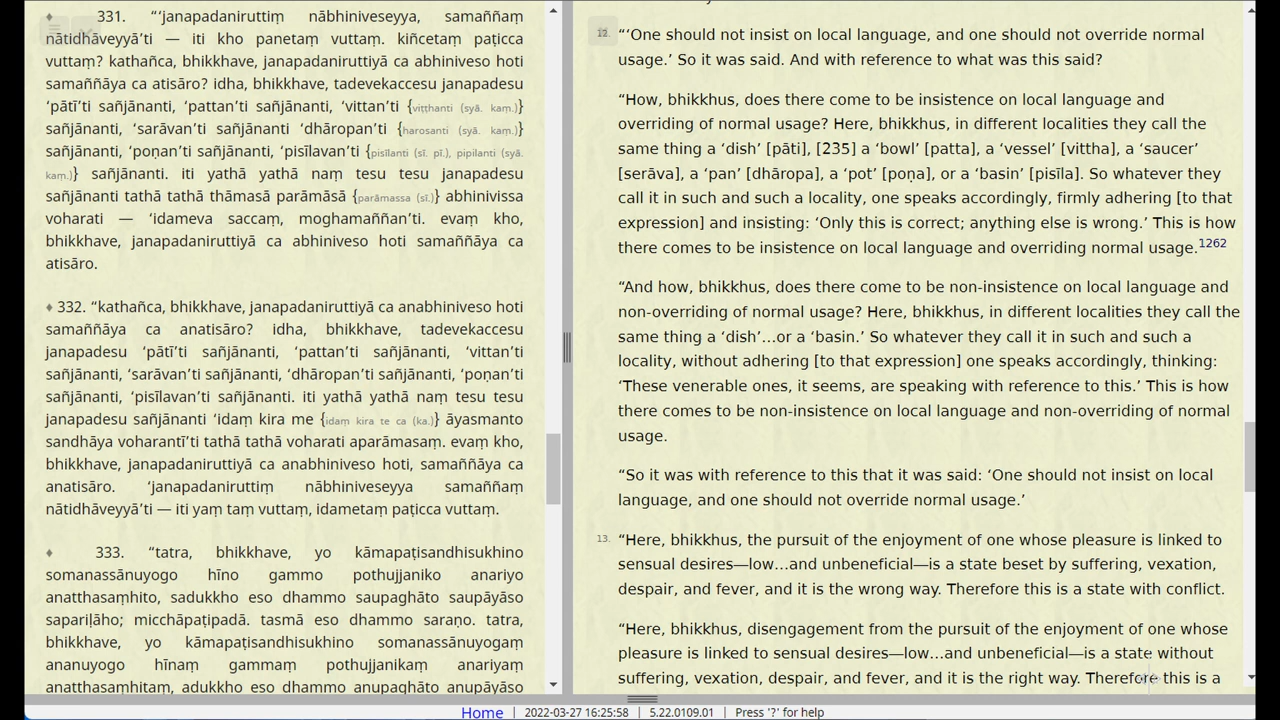 ♦ 331. “‘janapadaniruttiṃ nābhiniveseyya, samaññaṃ
nātidhāveyyā’ti — iti kho panetaṃ vuttaṃ. kiñcetaṃ paṭicca
vuttaṃ? kathañca, bhikkhave, janapadaniruttiyā ca abhiniveso hoti
samaññāya ca atisāro? idha, bhikkhave, tadevekaccesu janapadesu
‘pātī’ti sañjānanti, ‘pattan’ti sañjānanti, ‘vittan’ti {viṭṭhanti (syā. kaṃ.)}
sañjānanti, ‘sarāvan’ti sañjānanti ‘dhāropan’ti {harosanti (syā. kaṃ.)}
sañjānanti, ‘poṇan’ti sañjānanti, ‘pisīlavan’ti {pisīlanti (sī. pī.), pipilanti (syā.
kaṃ.)} sañjānanti. iti yathā yathā naṃ tesu tesu janapadesu
sañjānanti tathā tathā thāmasā parāmāsā {parāmassa (sī.)} abhinivissa
voharati — ‘idameva saccaṃ, moghamaññan’ti. evaṃ kho,
bhikkhave, janapadaniruttiyā ca abhiniveso hoti samaññāya ca
atisāro.
♦ 332. “kathañca, bhikkhave, janapadaniruttiyā ca anabhiniveso hoti
samaññāya ca anatisāro? idha, bhikkhave, tadevekaccesu
janapadesu ‘pātī’ti sañjānanti, ‘pattan’ti sañjānanti, ‘vittan’ti
sañjānanti, ‘sarāvan’ti sañjānanti, ‘dhāropan’ti sañjānanti, ‘poṇan’ti
sañjānanti, ‘pisīlavan’ti sañjānanti. iti yathā yathā naṃ tesu tesu
janapadesu sañjānanti ‘idaṃ kira me {idaṃ kira te ca (ka.)} āyasmanto
sandhāya voharantī’ti tathā tathā voharati aparāmasaṃ. evaṃ kho,
bhikkhave, janapadaniruttiyā ca anabhiniveso hoti, samaññāya ca
anatisāro. ‘janapadaniruttiṃ nābhiniveseyya samaññaṃ
nātidhāveyyā’ti — iti yaṃ taṃ vuttaṃ, idametaṃ paṭicca vuttaṃ.
♦ 333. “tatra, bhikkhave, yo kāmapaṭisandhisukhino
somanassānuyogo hīno gammo pothujjaniko anariyo
anatthasaṃhito, sadukkho eso dhammo saupaghāto saupāyāso
sapariḷāho; micchāpaṭipadā. tasmā eso dhammo saraṇo. tatra,
bhikkhave, yo kāmapaṭisandhisukhino somanassānuyogaṃ
ananuyogo hīnaṃ gammaṃ pothujjanikaṃ anariyaṃ
anatthasaṃhitaṃ, adukkho eso dhammo anupaghāto anupāyāso
12. “‘One should not insist on local language, and one should not override normal
usage.’ So it was said. And with reference to what was this said?
“How, bhikkhus, does there come to be insistence on local language and
overriding of normal usage? Here, bhikkhus, in different localities they call the
same thing a ‘dish’ [pāti], [235] a ‘bowl’ [patta], a ‘vessel’ [vittha], a ‘saucer’
[serāva], a ‘pan’ [dhāropa], a ‘pot’ [poṇa], or a ‘basin’ [pisīla]. So whatever they
call it in such and such a locality, one speaks accordingly, firmly adhering [to that
expression] and insisting: ‘Only this is correct; anything else is wrong.’ This is how
there comes to be insistence on local language and overriding normal usage.1262
“And how, bhikkhus, does there come to be non-insistence on local language and
non-overriding of normal usage? Here, bhikkhus, in different localities they call the
same thing a ‘dish’…or a ‘basin.’ So whatever they call it in such and such a
locality, without adhering [to that expression] one speaks accordingly, thinking:
‘These venerable ones, it seems, are speaking with reference to this.’ This is how
there comes to be non-insistence on local language and non-overriding of normal
usage.
“So it was with reference to this that it was said: ‘One should not insist on local
language, and one should not override normal usage.’
13. “Here, bhikkhus, the pursuit of the enjoyment of one whose pleasure is linked to
sensual desires—low…and unbeneficial—is a state beset by suffering, vexation,
despair, and fever, and it is the wrong way. Therefore this is a state with conflict.
“Here, bhikkhus, disengagement from the pursuit of the enjoyment of one whose
pleasure is linked to sensual desires—low…and unbeneficial—is a state without
suffering, vexation, despair, and fever, and it is the right way. Therefore this is a
Home | 2022-03-27 16:25:58 | 5.22.0109.01 | Press '?' for help